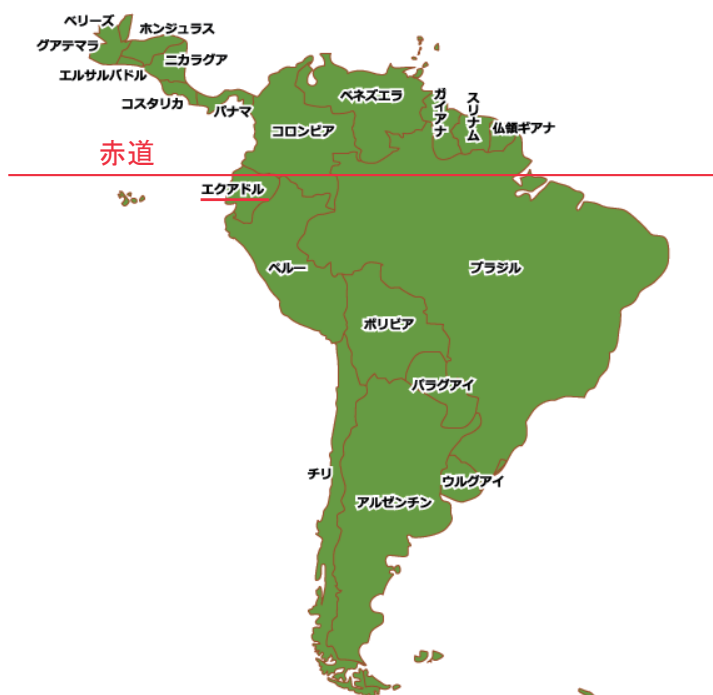 ベリーズ
ホンジュラス
グアテマラ
ニカラグア
エルサルバドル
コスタリカ
パナマ
ベネズエラ
ガイアナ
スリナム
仏領ギアナ
コロンビア
赤道
エクアドル
ペルー
ブラジル
ボリビア
パラグアイ
チリ
ウルグアイ
アルゼンチン